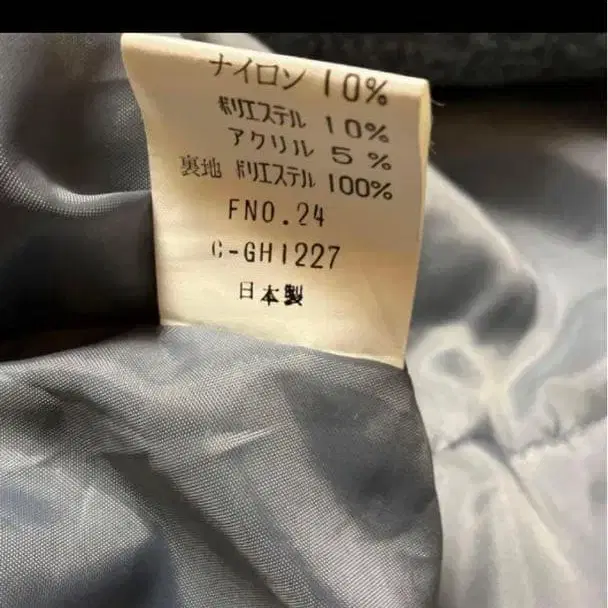 ナイロン 10%
ポリエステル 10%
アクリル 5%
裏地 ポリエステル 100%
FNO.24
C-GH1227
日本製